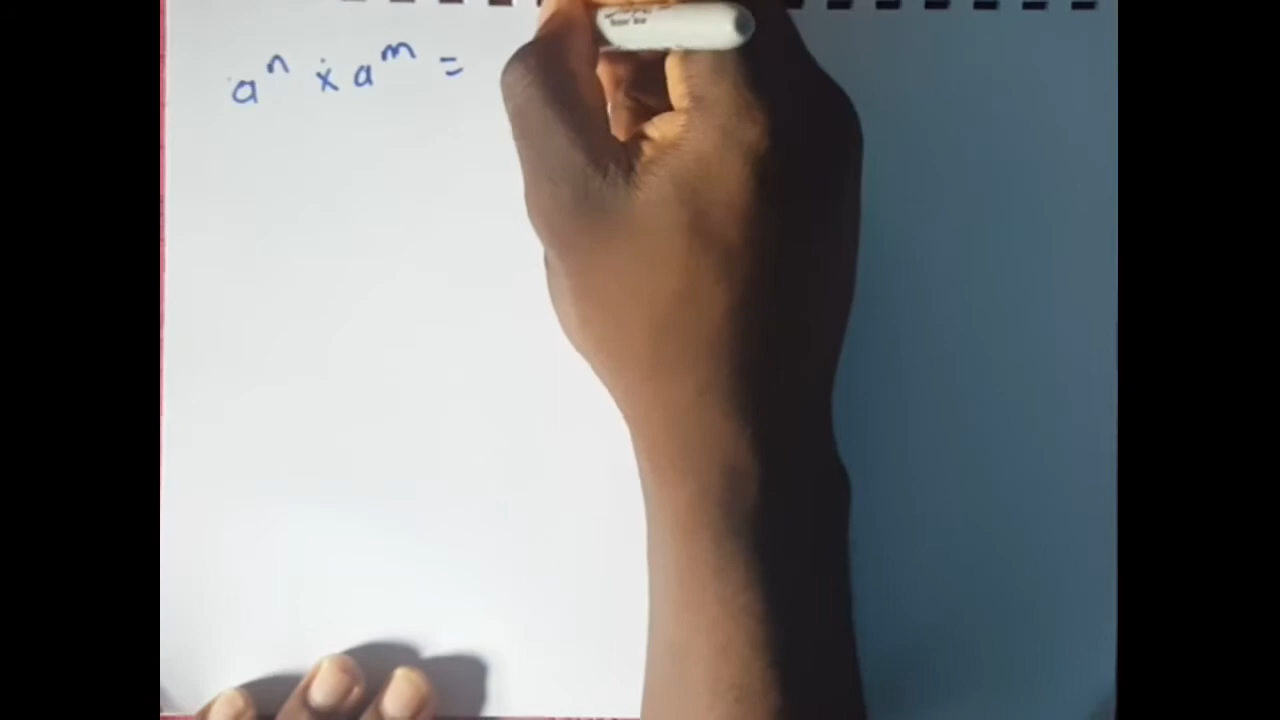 aⁿ × aᵐ =